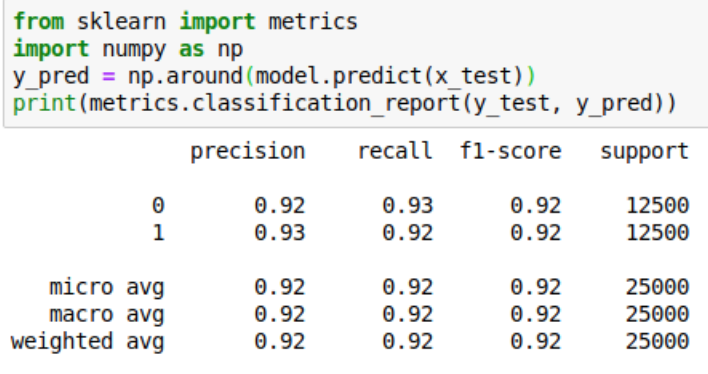 from sklearn import metrics
import numpy as np
y_pred = np.around(model.predict(x_test))
print(metrics.classification_report(y_test, y_pred))
precision recall f1-score support
0 0.92 0.93 0.92 12500
1 0.93 0.92 0.92 12500
micro avg 0.92 0.92 0.92 25000
macro avg 0.92 0.92 0.92 25000
weighted avg 0.92 0.92 0.92 25000